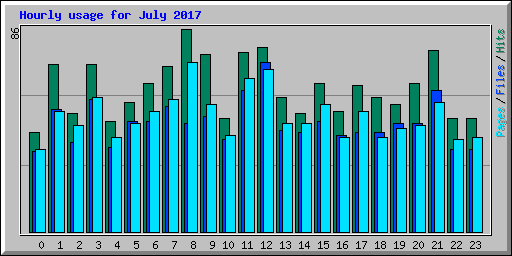 Hourly usage for July 2017
86
Pages/Files/Hits
0 1 2 3 4 5 6 7 8 9 10 11 12 13 14 15 16 17 18 19 20 21 22 23